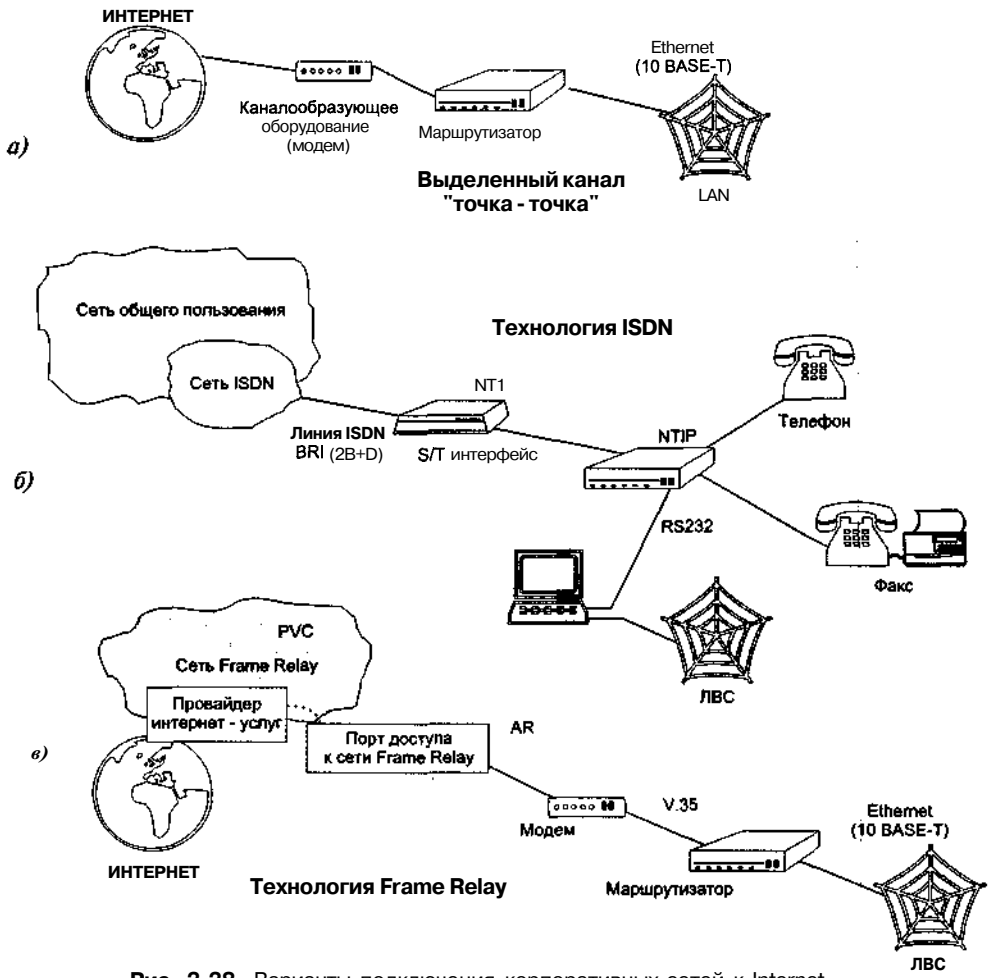 ИНТЕРНЕТ
Ethernet
(10 BASE-T)
Каналообразующее
оборудование
(модем)
Маршрутизатор
а)
Выделенный канал
"точка - точка"
LAN
Сеть общего пользования
Технология ISDN
Сеть ISDN
NT1
Телефон
Линия ISDN
BRI (2B+D)
S/T интерфейс
NTIP
б)
RS232
Факс
PVC
Сеть Frame Relay
ЛВС
Провайдер
интернет - услуг
Порт доступа
к сети Frame Relay
AR
в)
V.35
Модем
Ethernet
(10 BASE-T)
ИНТЕРНЕТ
Технология Frame Relay
Маршрутизатор
ЛВС
Рис. 2-28. Варианты подключения корпоративных сетей к Internet